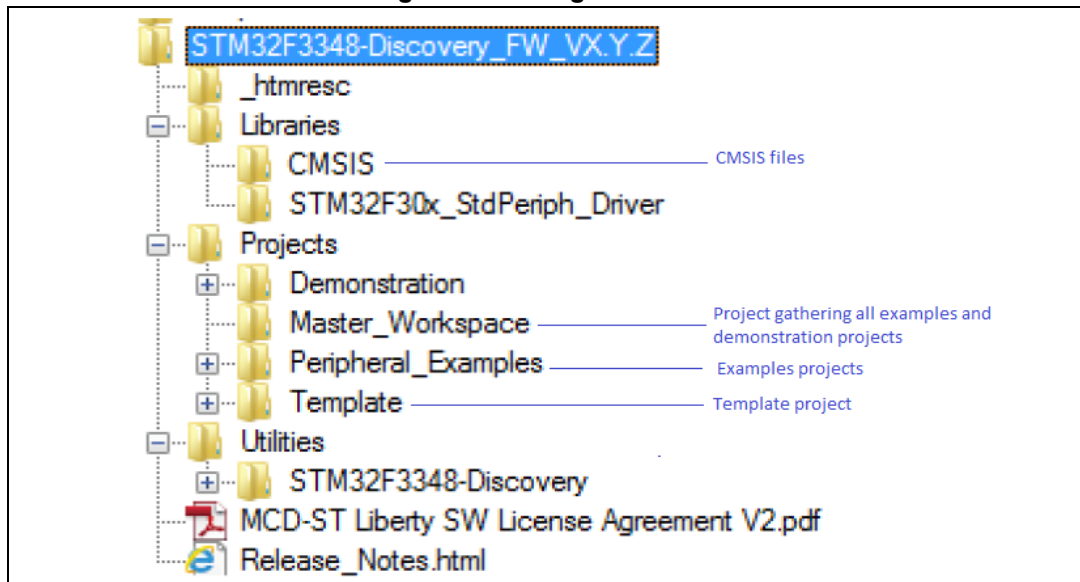 STM32F3348-Discovery_FW_VX.Y.Z
_htmresc
Libraries
CMSIS CMSIS files
STM32F30x_StdPeriph_Driver
Projects
Demonstration
Master_Workspace Project gathering all examples and
demonstration projects
Peripheral_Examples Examples projects
Template Template project
Utilities
STM32F3348-Discovery
MCD-ST Liberty SW License Agreement V2.pdf
Release_Notes.html